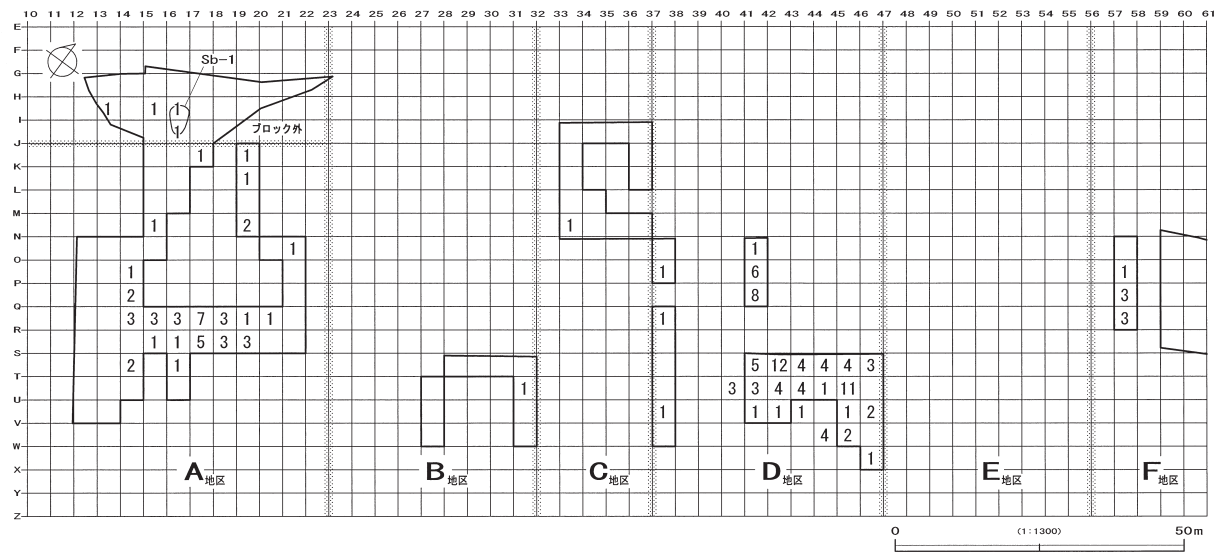 10 11 12 13 14 15 16 17 18 19 20 21 22 23 24 25 26 27 28 29 30 31 32 33 34 35 36 37 38 39 40 41 42 43 44 45 46 47 48 49 50 51 52 53 54 55 56 57 58 59 60 61
E
F
Sb-1
G
H
1 1 1
I
1 ブロック外
J
1 1
K
1
L
M
1 2 1
N
1 1
O
1 1 6 1
P
2 8 3
Q
3 3 3 7 3 1 1 1 3
R
1 1 5 3 3
S
2 1 5 12 4 4 4 3
T
1 3 3 4 4 1 11
U
1 1 1 1 1 2
V
4 2
W
1
X
A地区 B地区 C地区 D地区 E地区 F地区
Y
Z
0 (1:1300) 50m